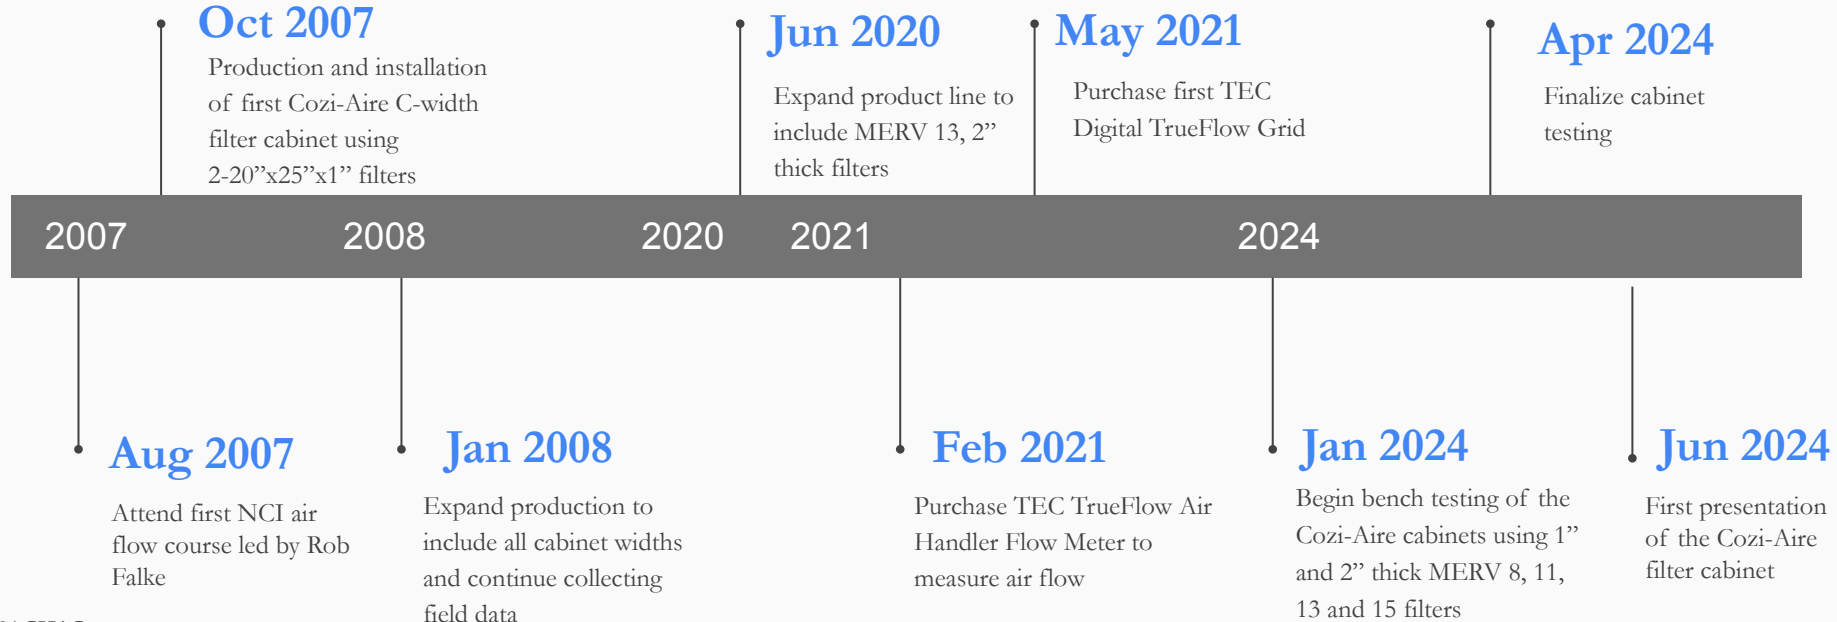 Oct 2007
Production and installation
of first Cozi-Aire C-width
filter cabinet using
2-20”x25”x1” filters
Jun 2020
Expand product line to
include MERV 13, 2”
thick filters
May 2021
Purchase first TEC
Digital TrueFlow Grid
Apr 2024
Finalize cabinet
testing
2007
2008
2020
2021
2024
Aug 2007
Attend first NCI air
flow course led by Rob
Falke
Jan 2008
Expand production to
include all cabinet widths
and continue collecting
field data
Feb 2021
Purchase TEC TrueFlow Air
Handler Flow Meter to
measure air flow
Jan 2024
Begin bench testing of the
Cozi-Aire cabinets using 1”
and 2” thick MERV 8, 11,
13 and 15 filters
Jun 2024
First presentation
of the Cozi-Aire
filter cabinet